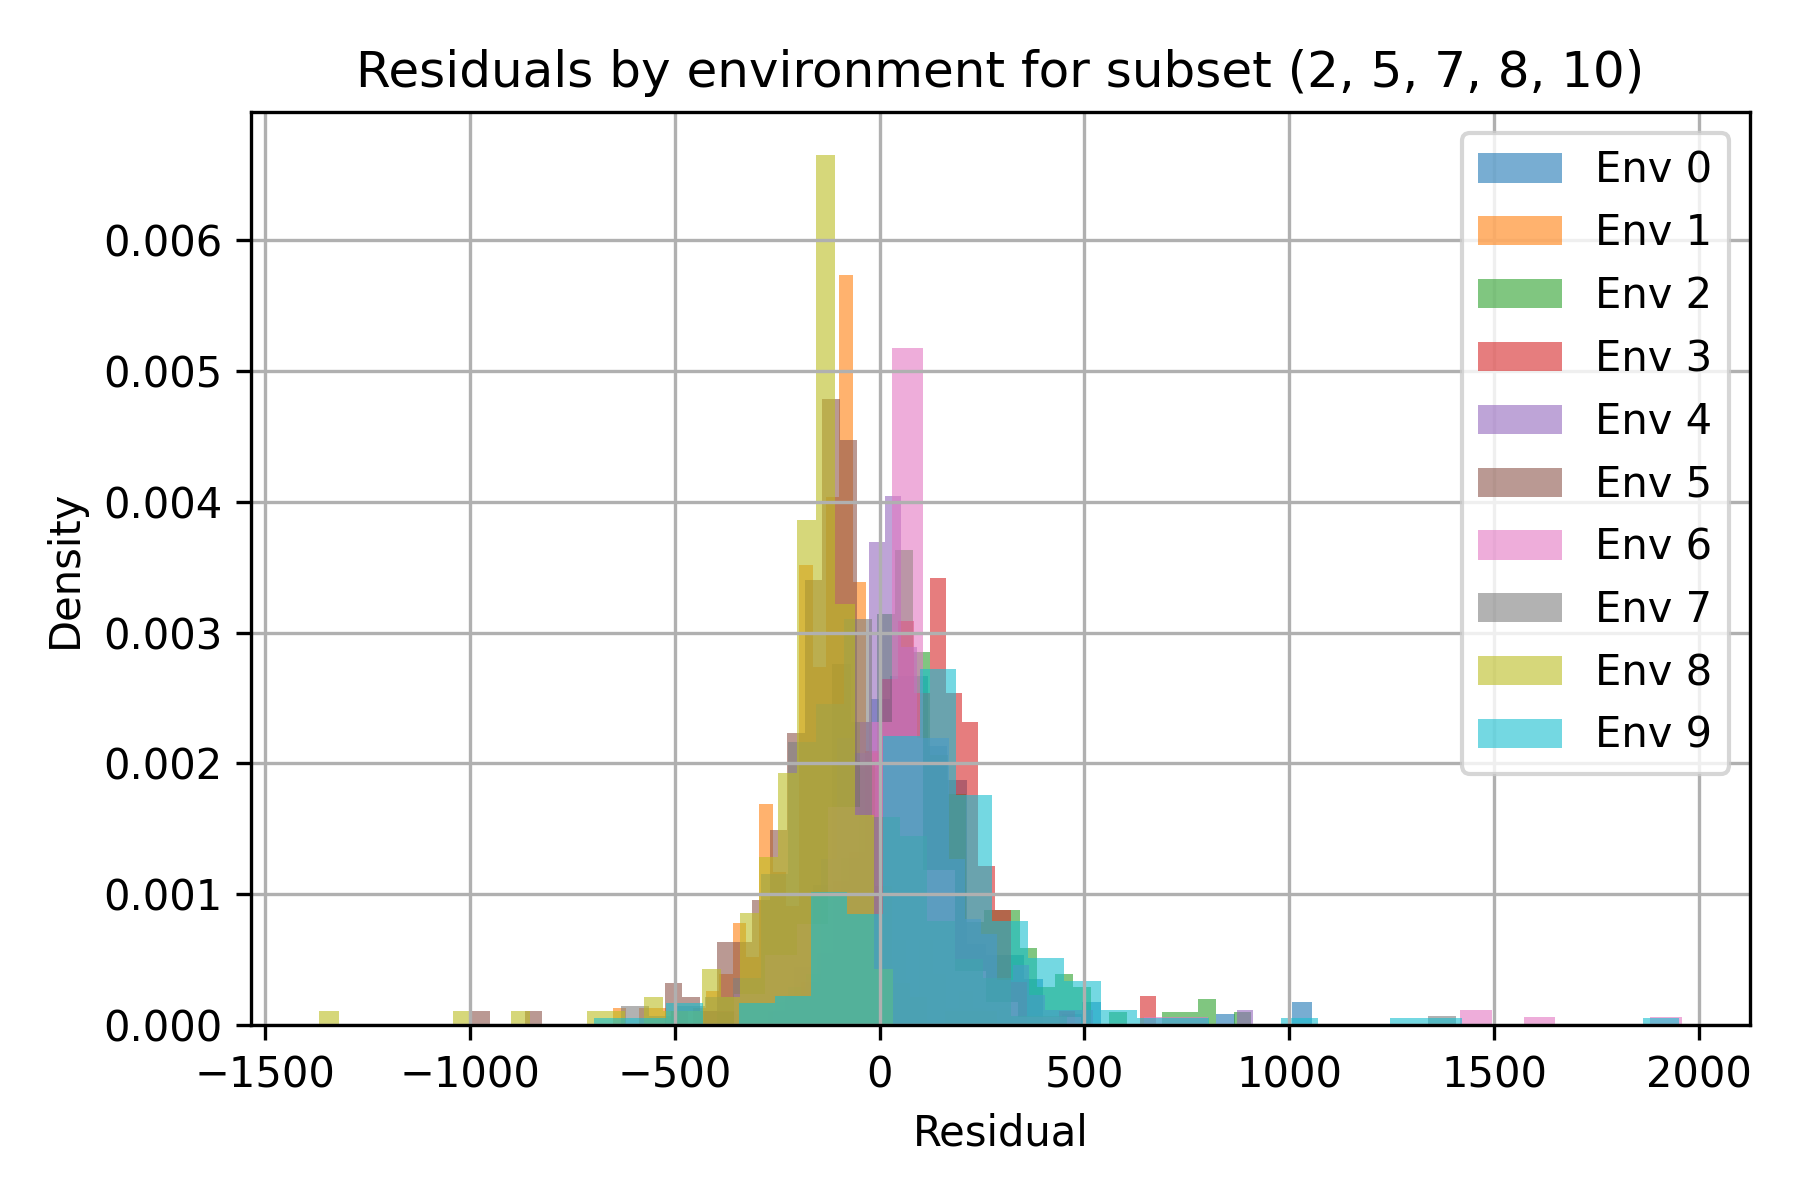 Residuals by environment for subset (2, 5, 7, 8, 10)
Env 0
Env 1
Env 2
Env 3
Env 4
Env 5
Env 6
Env 7
Env 8
Env 9
0.006
0.005
0.004
0.003
0.002
0.001
0.000
Density
−1500 −1000 −500 0 500 1000 1500 2000
Residual